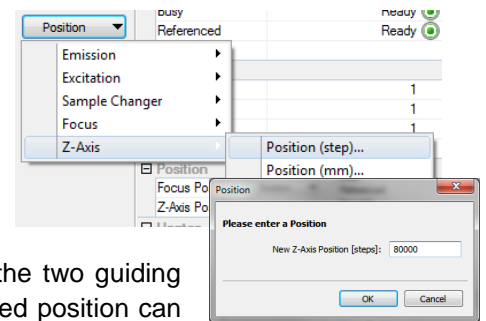 Busy Ready
Position
Referenced Ready
Emission
Excitation 1
Sample Changer 1
Focus 1
Z-Axis Position (step)...
Position Position (mm)...
Focus Po
Z-Axis Po
Position
Please enter a Position
New Z-Axis Position [steps]: 80000
OK Cancel
the two guiding
ed position can